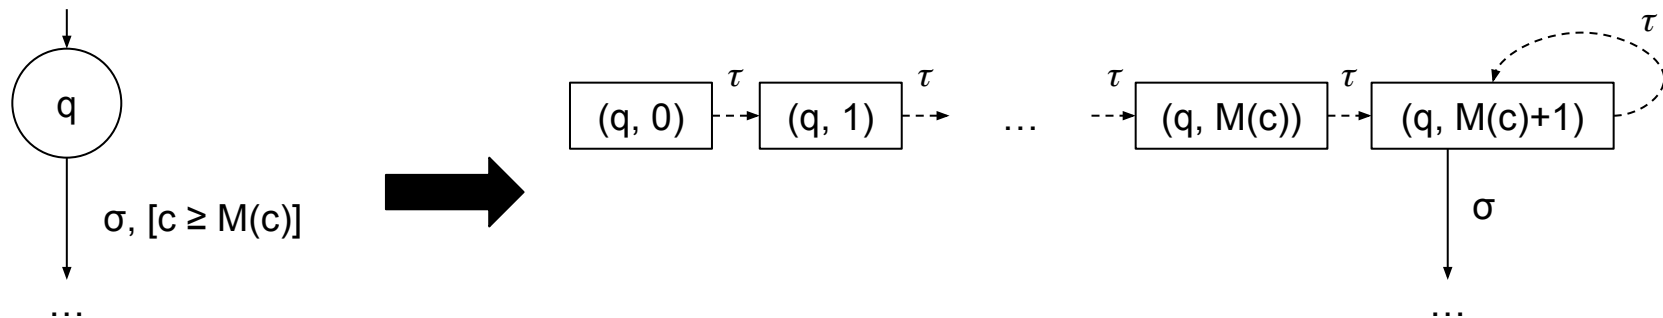 q
σ, [c ≥ M(c)]
...
τ
τ
τ
τ
τ
(q, 0)
(q, 1)
...
(q, M(c))
(q, M(c)+1)
σ
...